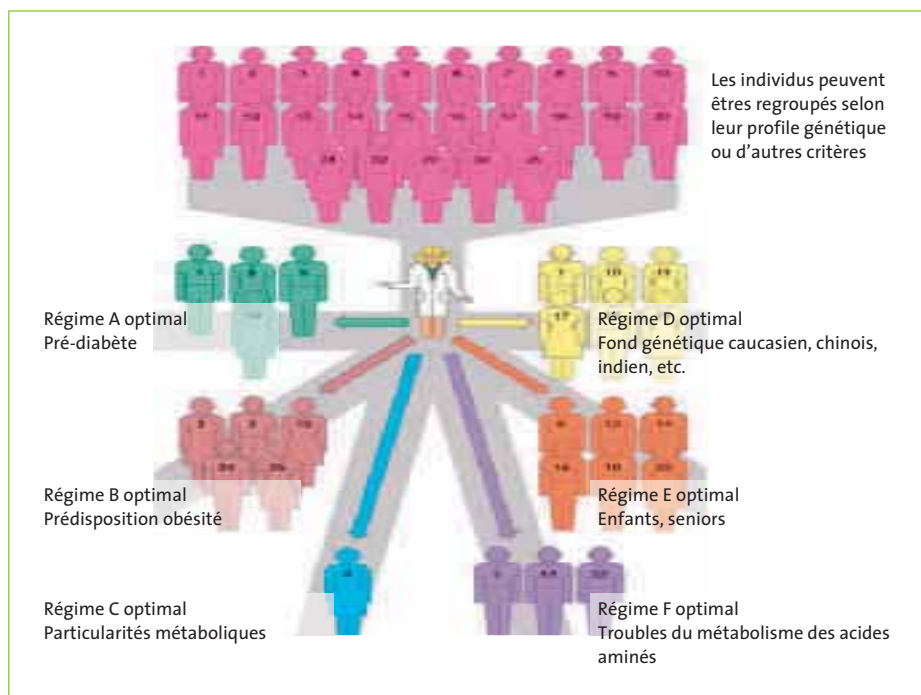 Les individus peuvent
êtres regroupés selon
leur profile génétique
ou d'autres critères
Régime A optimal
Pré-diabète
Régime D optimal
Fond génétique caucasien, chinois,
indien, etc.
Régime B optimal
Prédisposition obésité
Régime E optimal
Enfants, seniors
Régime C optimal
Particularités métaboliques
Régime F optimal
Troubles du métabolisme des acides
aminés